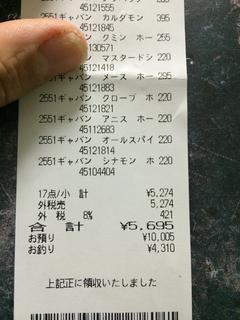 45121555
2551ギャバン カルダモン 395
45121845
クミン ホー 255
130571
マスタードシ 220
45121418
2551ギャバン メース ホー 295
45121883
2551ギャバン クローブ ホ 220
45121821
2551ギャバン アニス ホー 220
45112683
2551ギャバン オールスパイ 220
45121814
2551ギャバン シナモン ホ 220
45104404
17点/小 計 ¥5,274
外税売 5,274
外 税 8% 421
合 計 ¥5,695
お預り ¥10,005
お釣り ¥4,310
上記正に領収いたしました